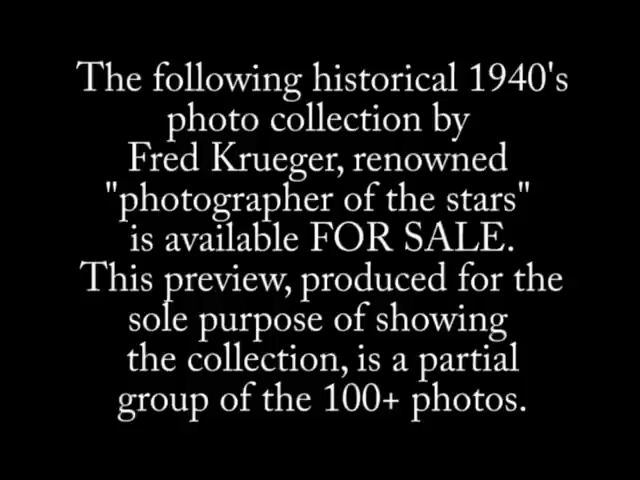 The following historical 1940's
photo collection by
Fred Krueger, renowned
"photographer of the stars"
is available FOR SALE.
This preview, produced for the
sole purpose of showing
the collection, is a partial
group of the 100+ photos.